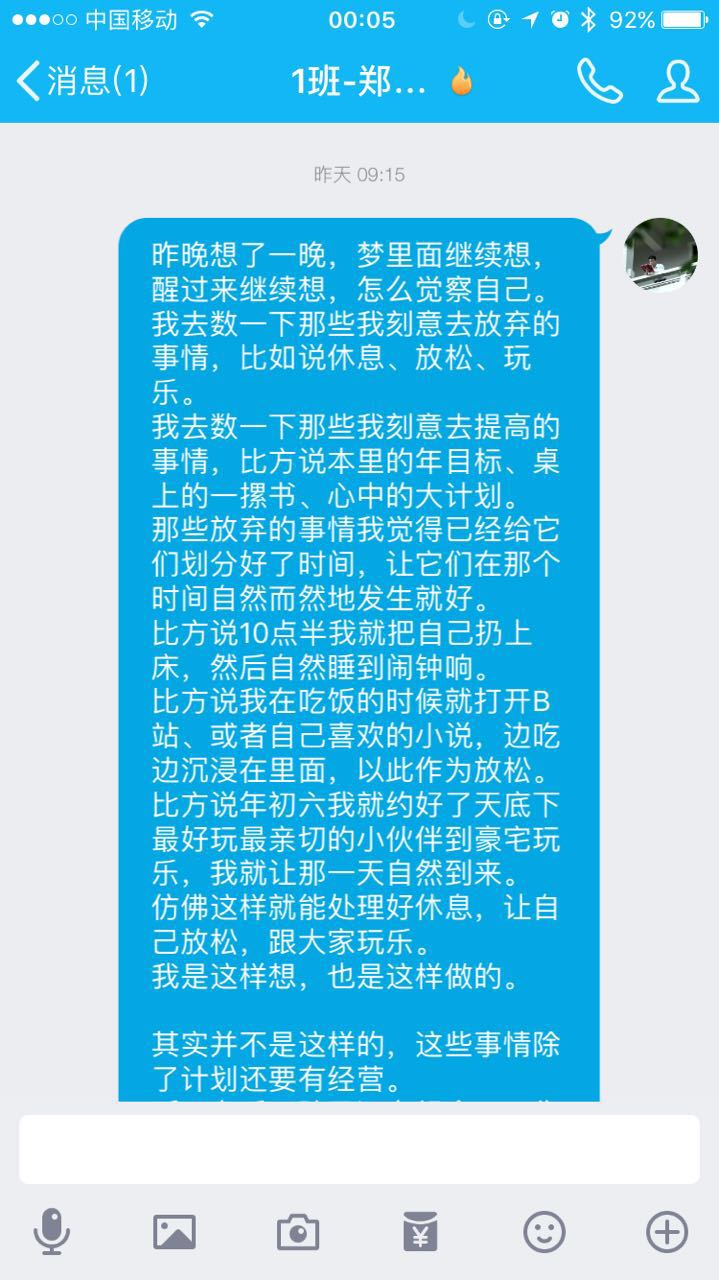 中国移动
00:05
92%
消息(1)
1班-郑...
昨天 09:15
昨晚想了一晚，梦里面继续想，
醒过来继续想，怎么觉察自己。
我去数一下那些我刻意去放弃的
事情，比如说休息、放松、玩
乐。
我去数一下那些我刻意去提高的
事情，比方说本里的年目标、桌
上的一摞书、心中的大计划。
那些放弃的事情我觉得已经给它
们划分好了时间，让它们在那个
时间自然而然地发生就好。
比方说10点半我就把自己扔上
床，然后自然睡到闹钟响。
比方说我在吃饭的时候就打开B
站、或者自己喜欢的小说，边吃
边沉浸在里面，以此作为放松。
比方说年初六我就约好了天底下
最好玩最亲切的小伙伴到豪宅玩
乐，我就让那一天自然到来。
仿佛这样就能处理好休息，让自
己放松，跟大家玩乐。
我是这样想，也是这样做的。
其实并不是这样的，这些事情除
了计划还要有经营。
¥